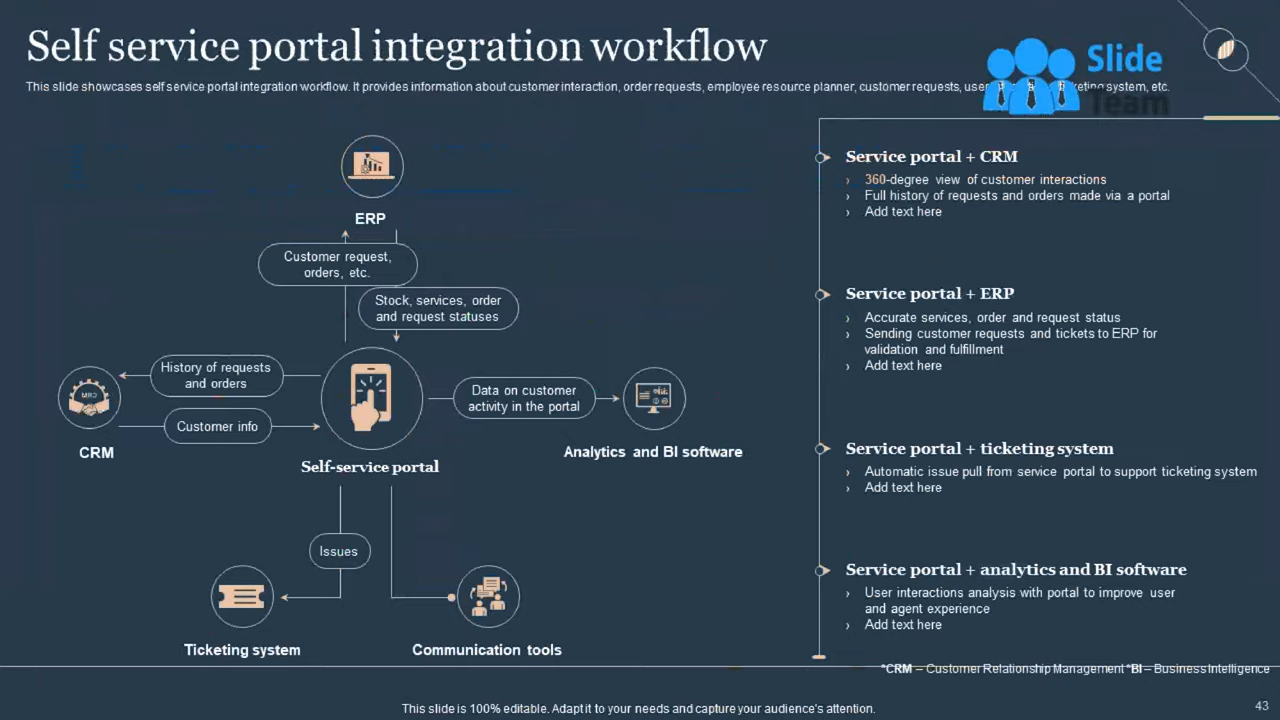 Self service portal integration workflow
This slide showcases self service portal integration workflow. It provides information about customer interaction, order requests, employee resource planner, customer requests, user ticketing system, etc.
Slide
Team
ERP
Customer request,
orders, etc.
Stock, services, order
and request statuses
History of requests
and orders
Customer info
CRM
Self-service portal
Data on customer
activity in the portal
Analytics and BI software
Issues
Ticketing system
Communication tools
Service portal + CRM
› 360-degree view of customer interactions
› Full history of requests and orders made via a portal
› Add text here
Service portal + ERP
› Accurate services, order and request status
› Sending customer requests and tickets to ERP for
validation and fulfillment
› Add text here
Service portal + ticketing system
› Automatic issue pull from service portal to support ticketing system
› Add text here
Service portal + analytics and BI software
› User interactions analysis with portal to improve user
and agent experience
› Add text here
*CRM – Customer Relationship Management *BI – Business Intelligence
This slide is 100% editable. Adapt it to your needs and capture your audience's attention.
43